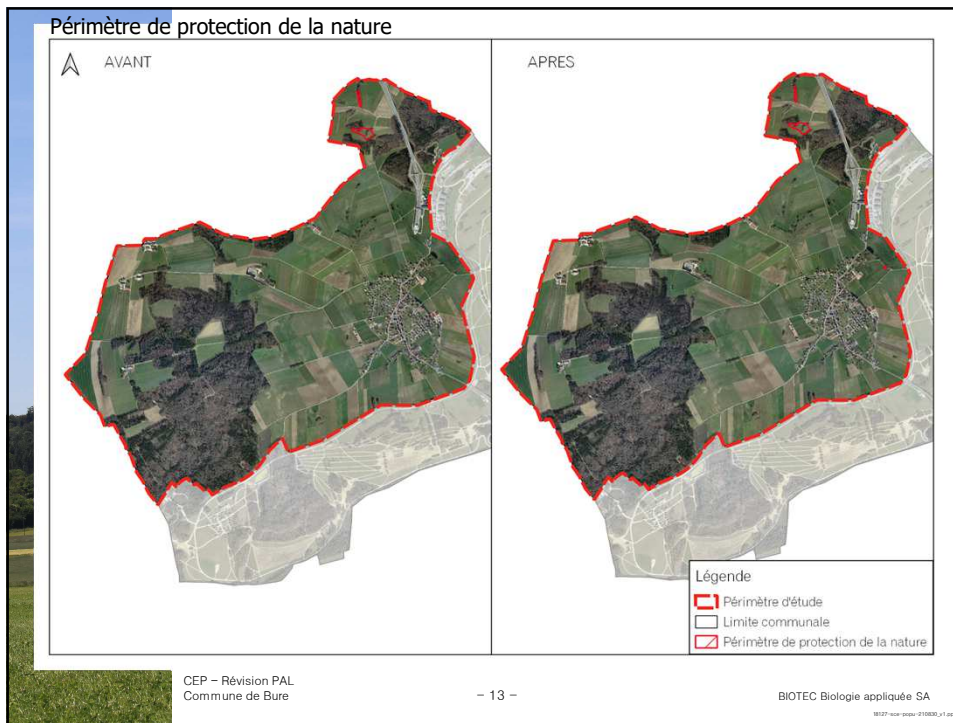 Périmètre de protection de la nature
AVANT
APRES
Légende
Périmètre d'étude
Limite communale
Périmètre de protection de la nature
CEP – Révision PAL
Commune de Bure
– 13 –
BIOTEC Biologie appliquée SA